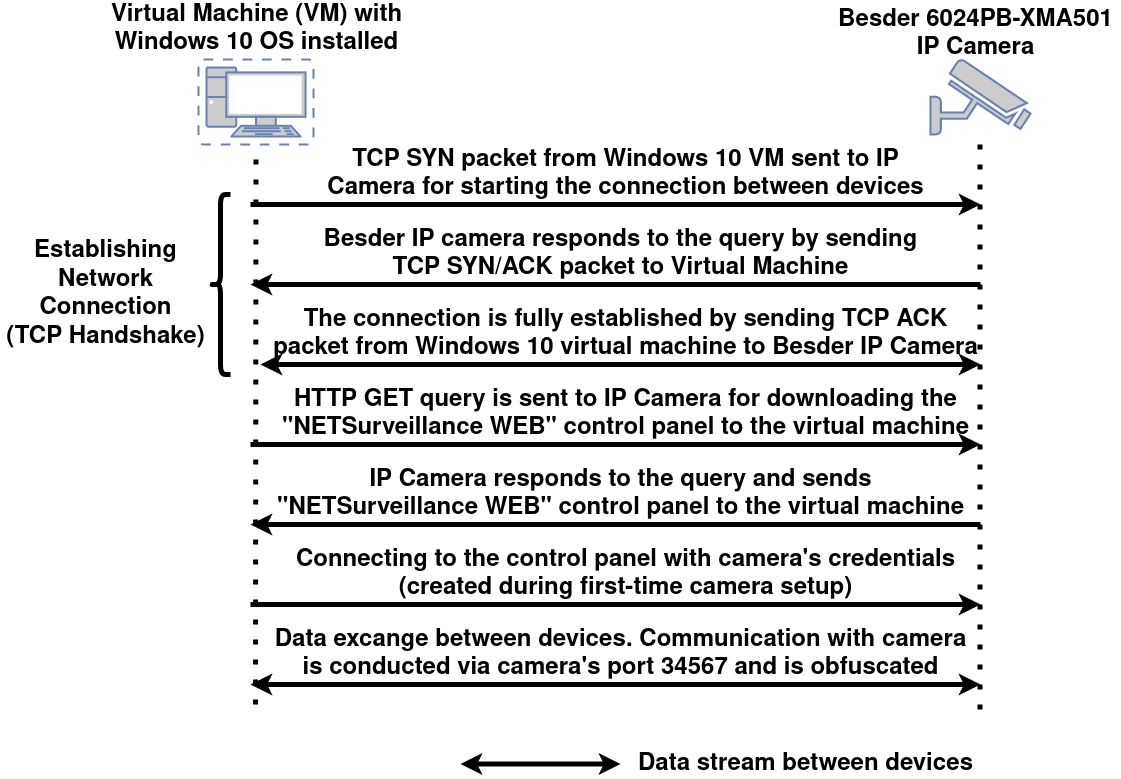 Virtual Machine (VM) with
Windows 10 OS installed
Besder 6024PB-XMA501
IP Camera
TCP SYN packet from Windows 10 VM sent to IP
Camera for starting the connection between devices
Establishing
Network
Connection
(TCP Handshake)
Besder IP camera responds to the query by sending
TCP SYN/ACK packet to Virtual Machine
The connection is fully established by sending TCP ACK
packet from Windows 10 virtual machine to Besder IP Camera
HTTP GET query is sent to IP Camera for downloading the
"NETSurveillance WEB" control panel to the virtual machine
IP Camera responds to the query and sends
"NETSurveillance WEB" control panel to the virtual machine
Connecting to the control panel with camera's credentials
(created during first-time camera setup)
Data excange between devices. Communication with camera
is conducted via camera's port 34567 and is obfuscated
Data stream between devices